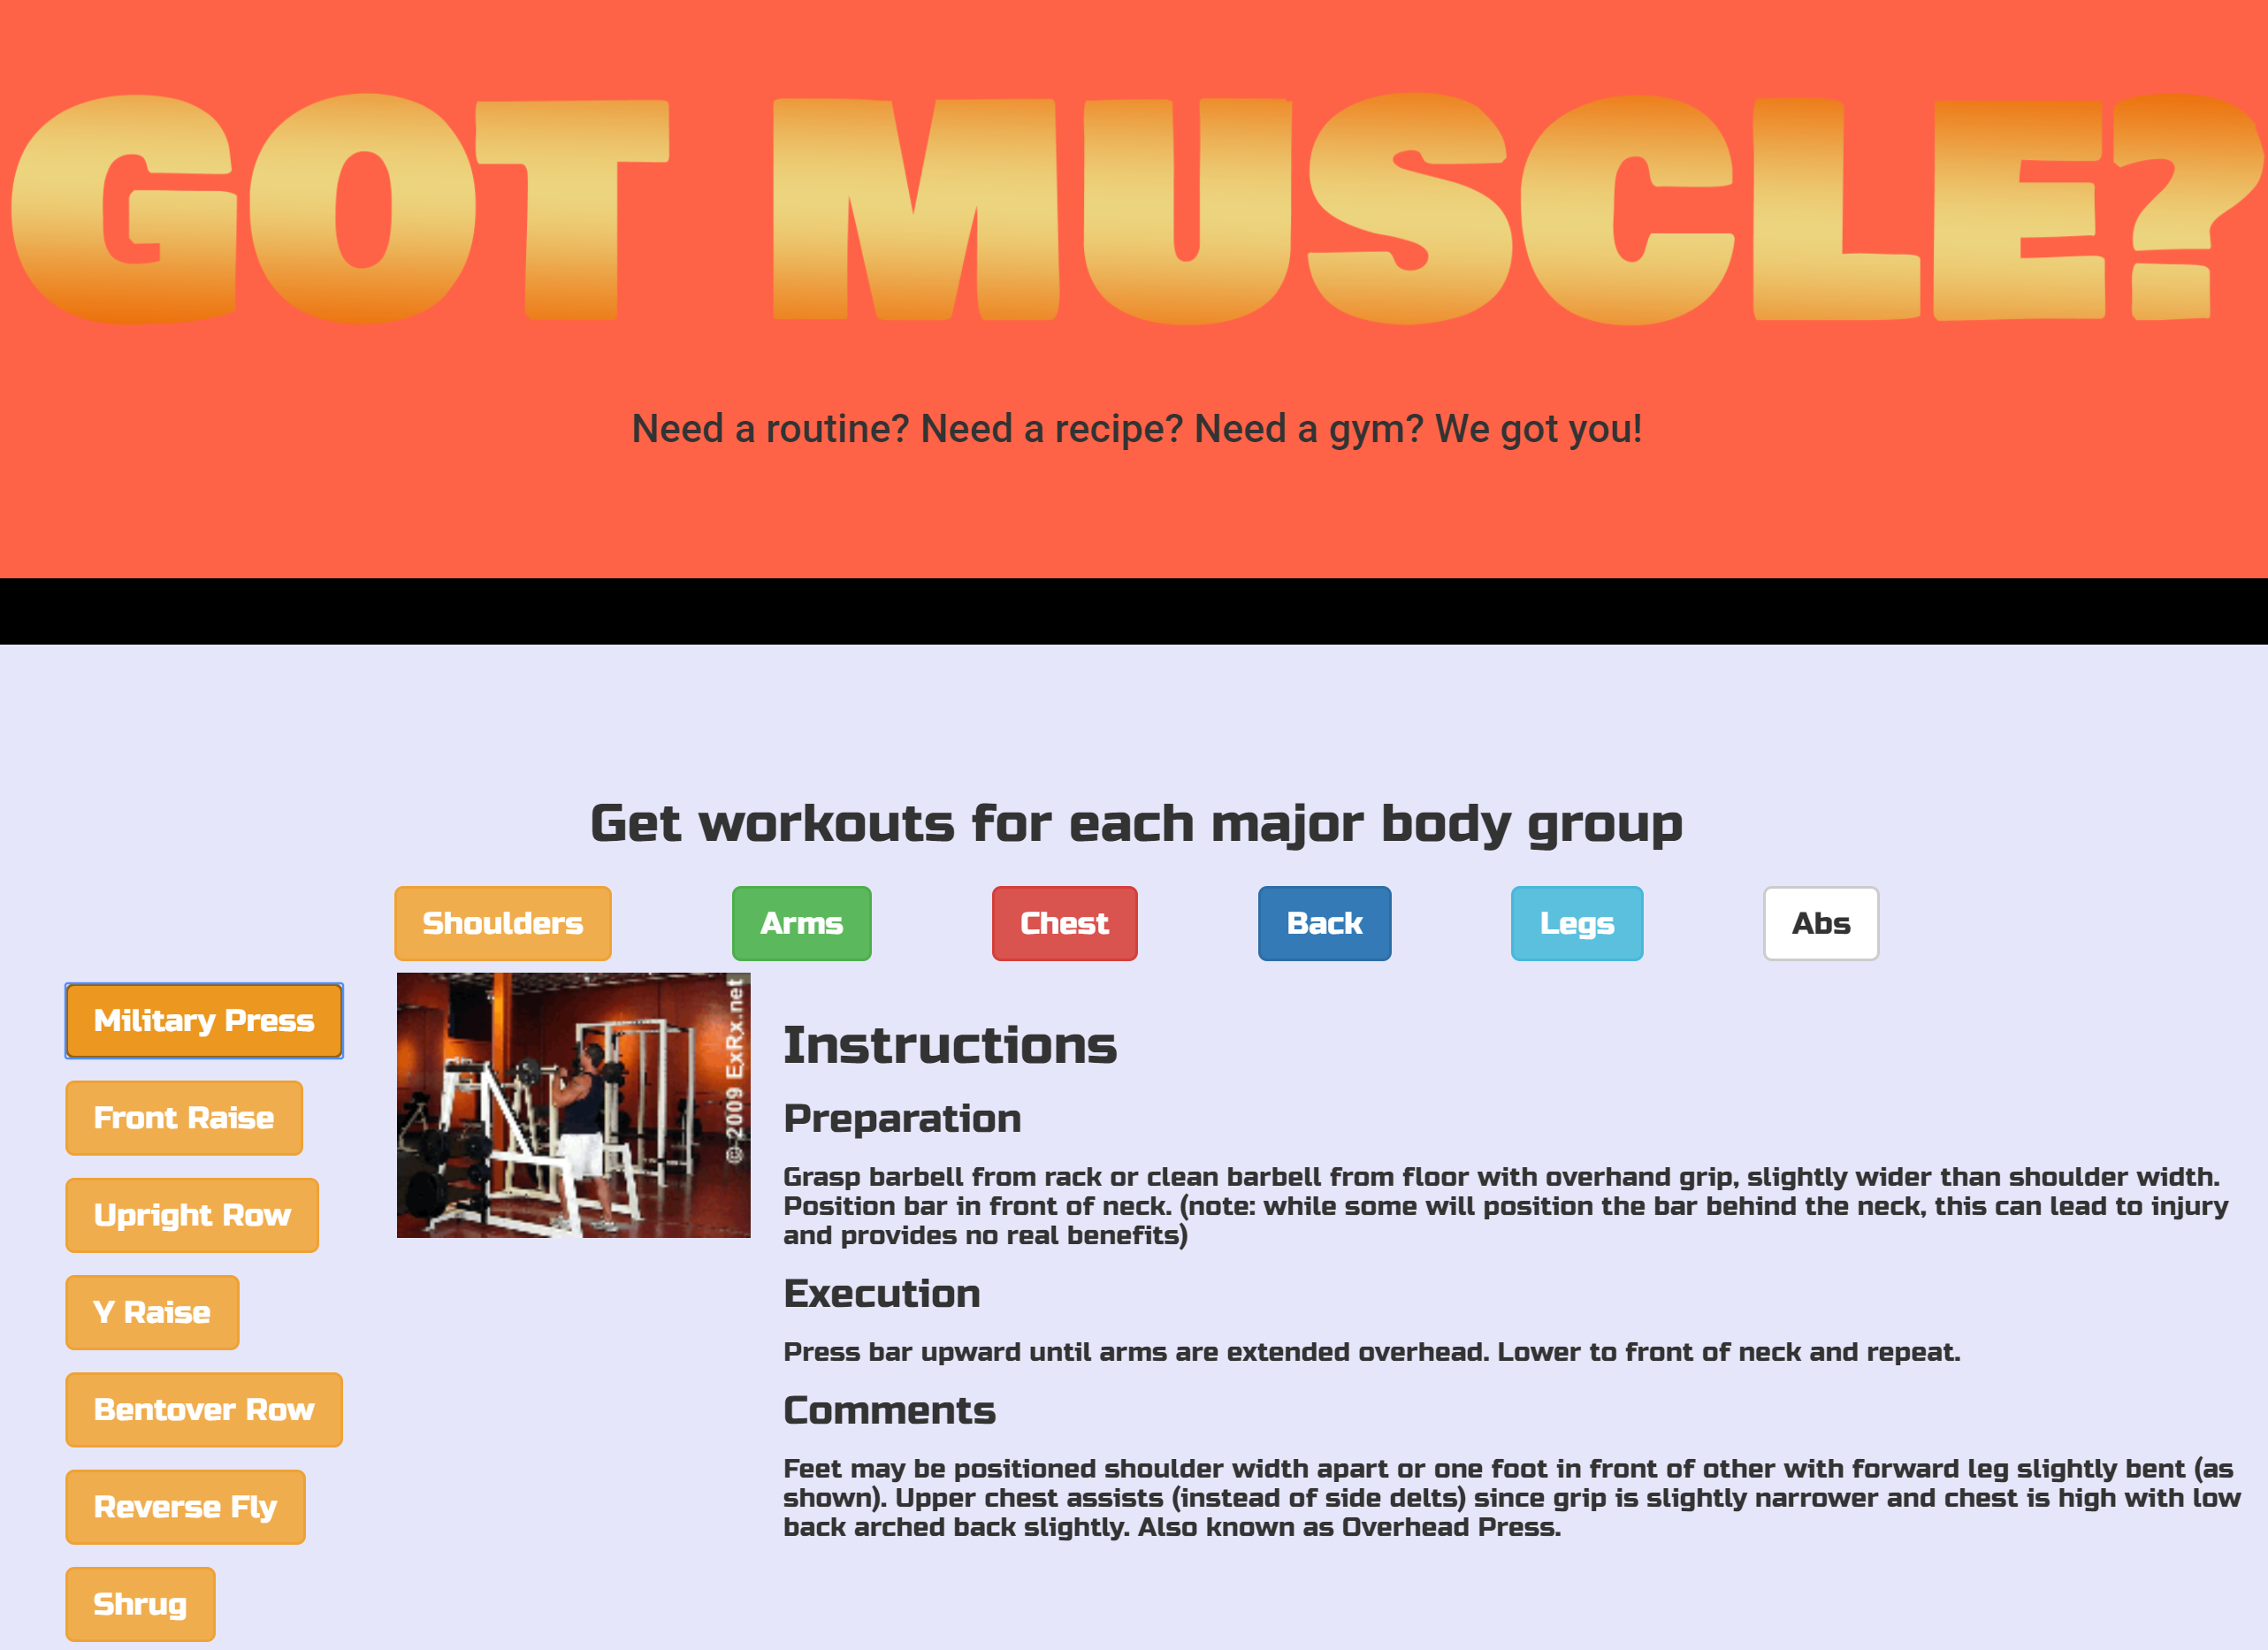 GOT MUSCLE?
Need a routine? Need a recipe? Need a gym? We got you!
Get workouts for each major body group
Shoulders
Arms
Chest
Back
Legs
Abs
Military Press
Front Raise
Upright Row
Y Raise
Bentover Row
Reverse Fly
Shrug
© 2009 ExRx.net
Instructions
Preparation
Grasp barbell from rack or clean barbell from floor with overhand grip, slightly wider than shoulder width.
Position bar in front of neck. (note: while some will position the bar behind the neck, this can lead to injury
and provides no real benefits)
Execution
Press bar upward until arms are extended overhead. Lower to front of neck and repeat.
Comments
Feet may be positioned shoulder width apart or one foot in front of other with forward leg slightly bent (as
shown). Upper chest assists (instead of side delts) since grip is slightly narrower and chest is high with low
back arched back slightly. Also known as Overhead Press.